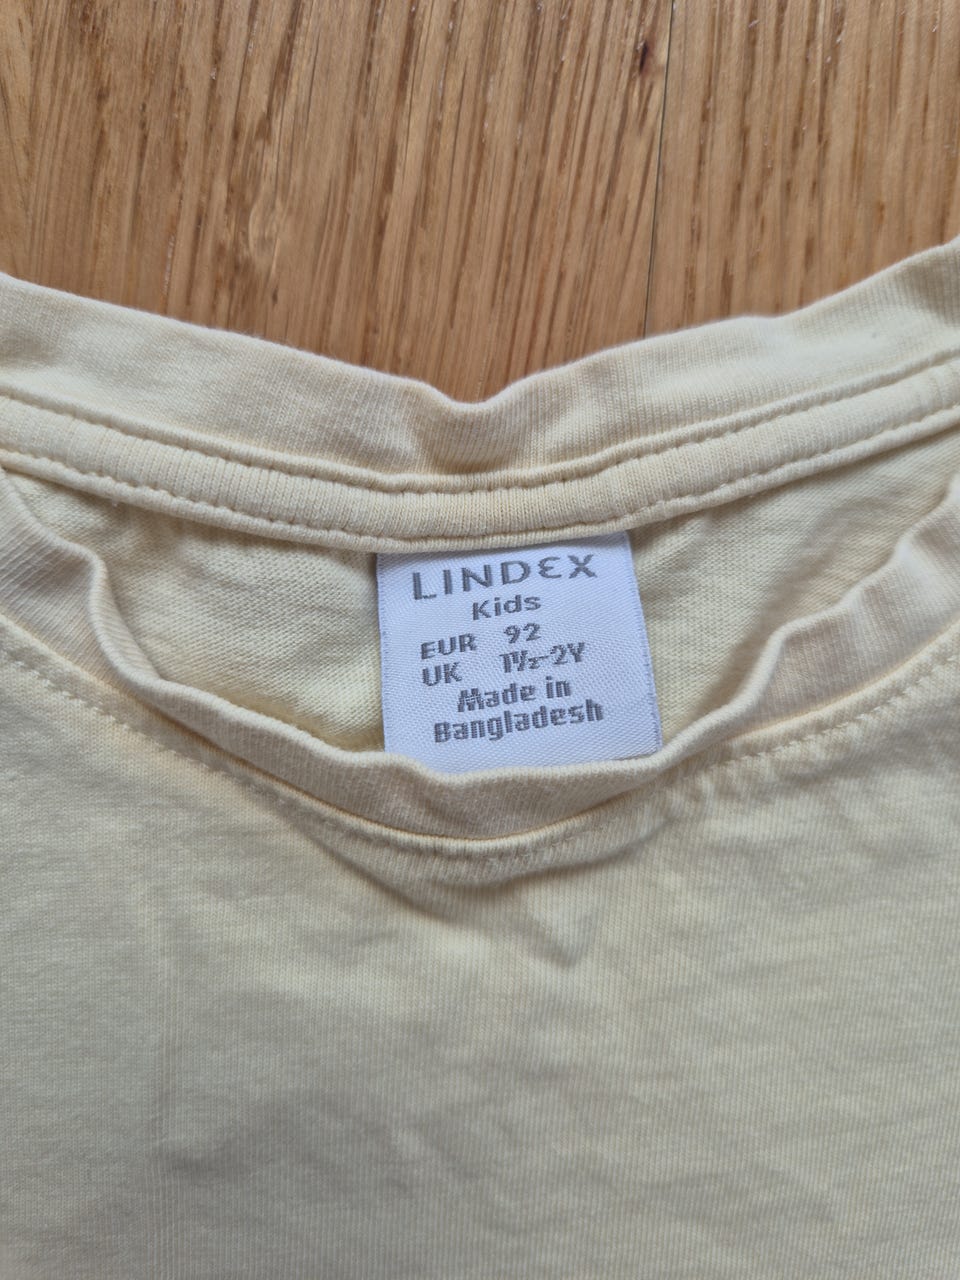 LINDEX
Kids
EUR 92
UK 1½-2Y
Made in
Bangladesh